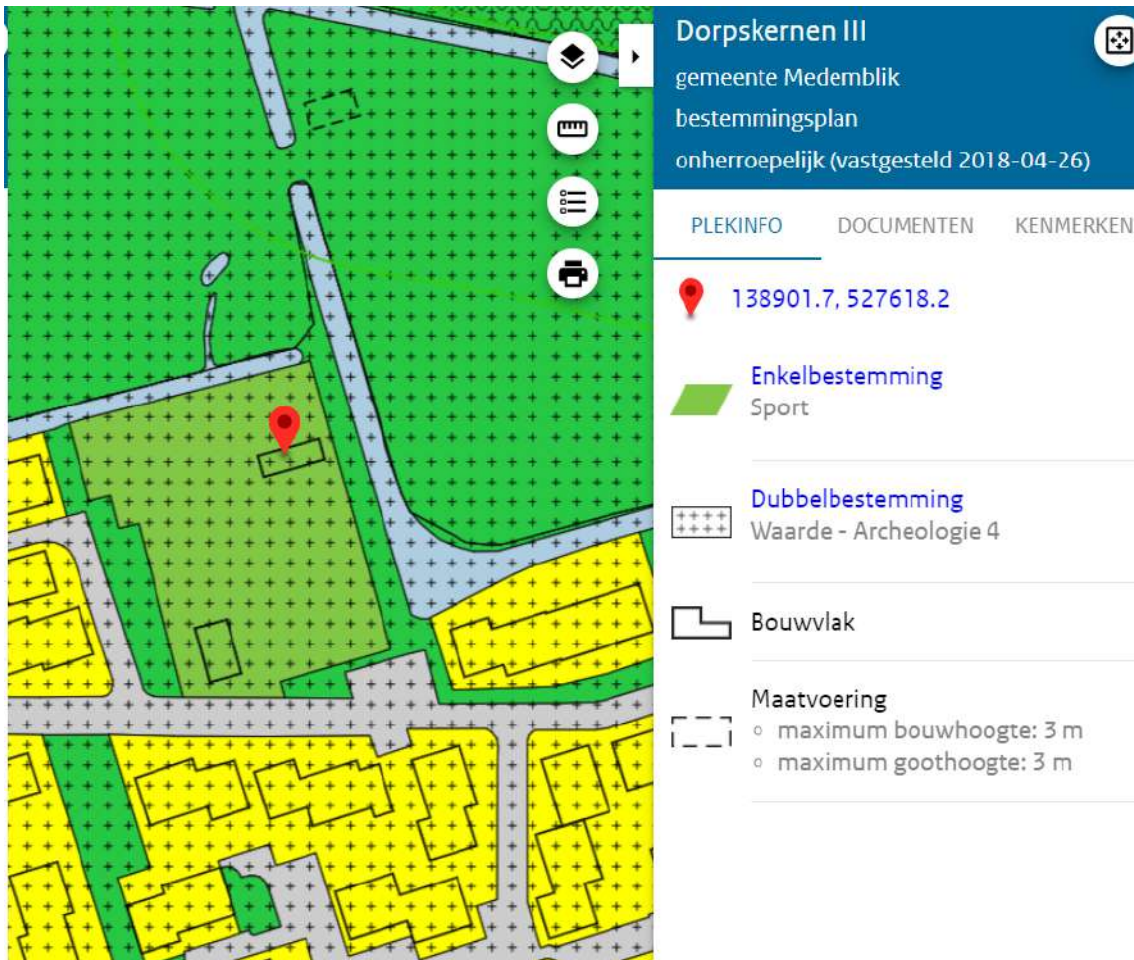 Dorpskernen III
gemeente Medemblik
bestemmingsplan
onherroepelijk (vastgesteld 2018-04-26)
PLEKINFO DOCUMENTEN KENMERKEN
138901.7, 527618.2
Enkelbestemming
Sport
Dubbelbestemming
Waarde - Archeologie 4
Bouwvlak
Maatvoering
maximum bouwhoogte: 3 m
maximum goothoogte: 3 m